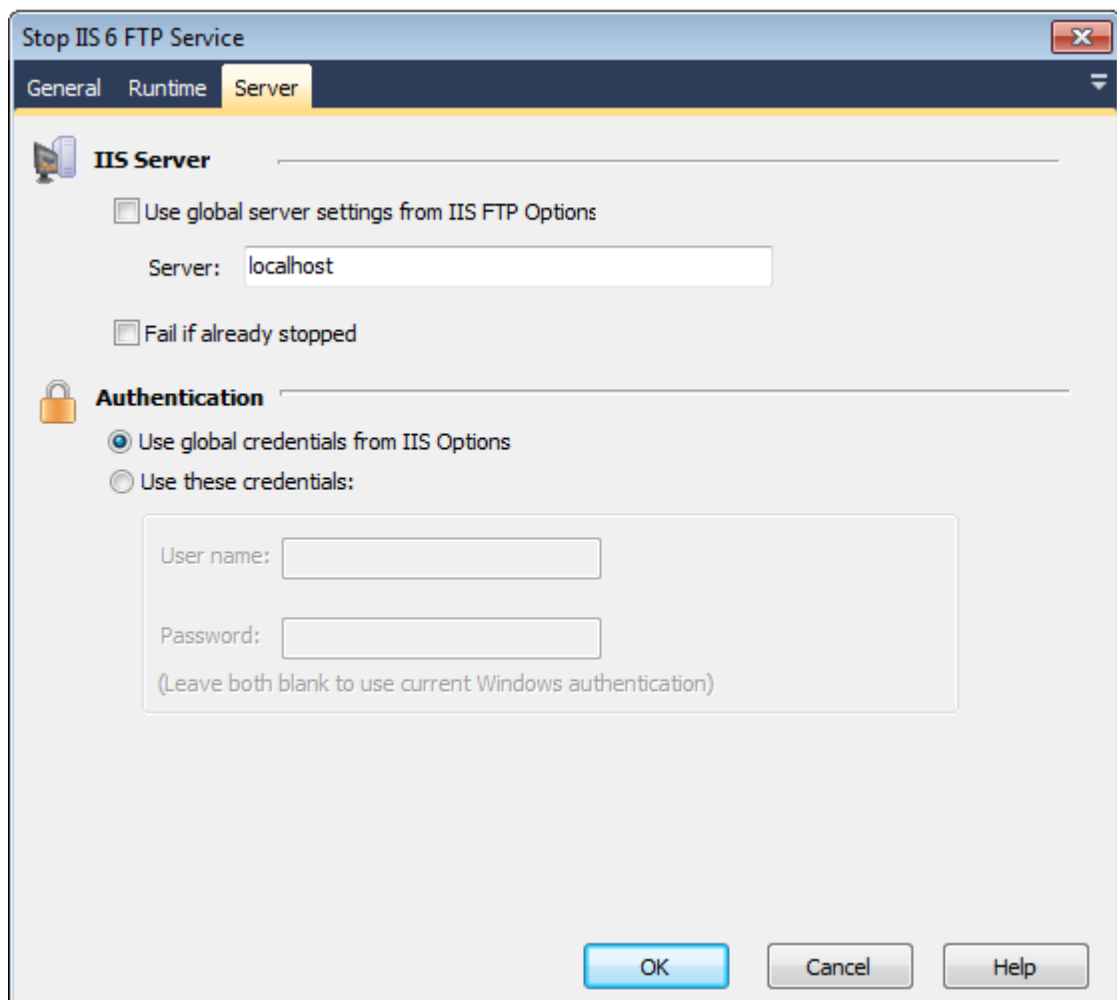 Stop IIS 6 FTP Service
General Runtime Server
IIS Server
Use global server settings from IIS FTP Options
Server: localhost
Fail if already stopped
Authentication
Use global credentials from IIS Options
Use these credentials:
User name:
Password:
(Leave both blank to use current Windows authentication)
OK Cancel Help